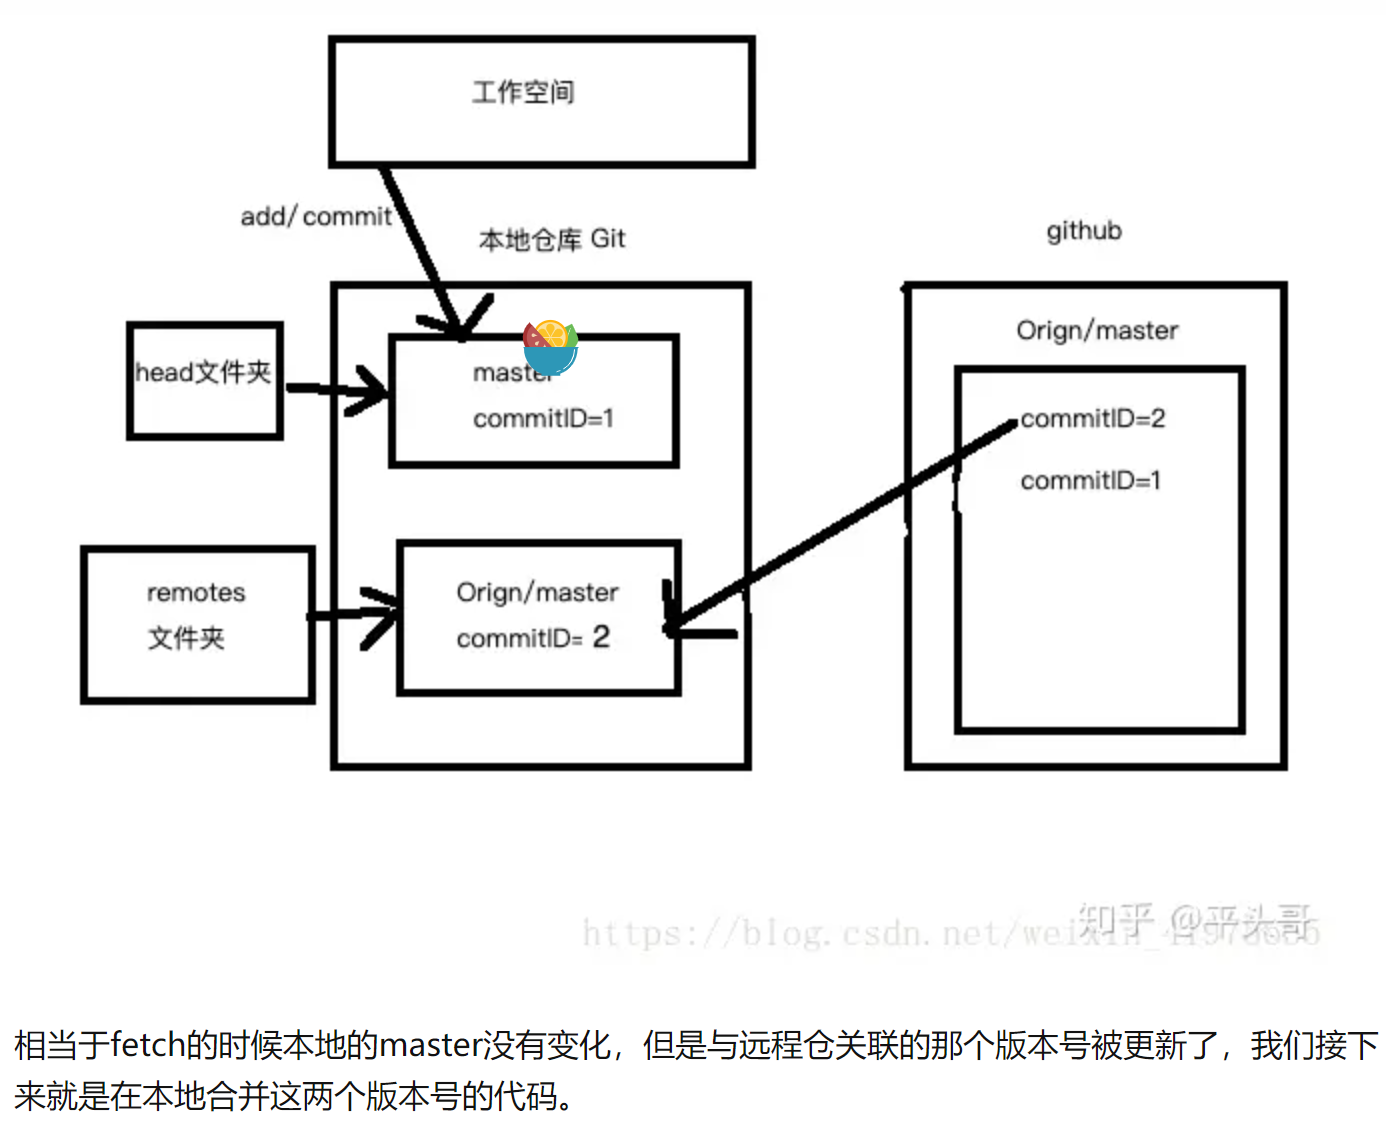 工作空间
add/ commit
本地仓库 Git
github
head文件夹
master
commitID=1
Orign/master
commitID=2
commitID=1
remotes
文件夹
Orign/master
commitID= 2
知乎 @平头哥
https://blog.csdn.net/
相当于fetch的时候本地的master没有变化，但是与远程仓关联的那个版本号被更新了，我们接下
来就是在本地合并这两个版本号的代码。